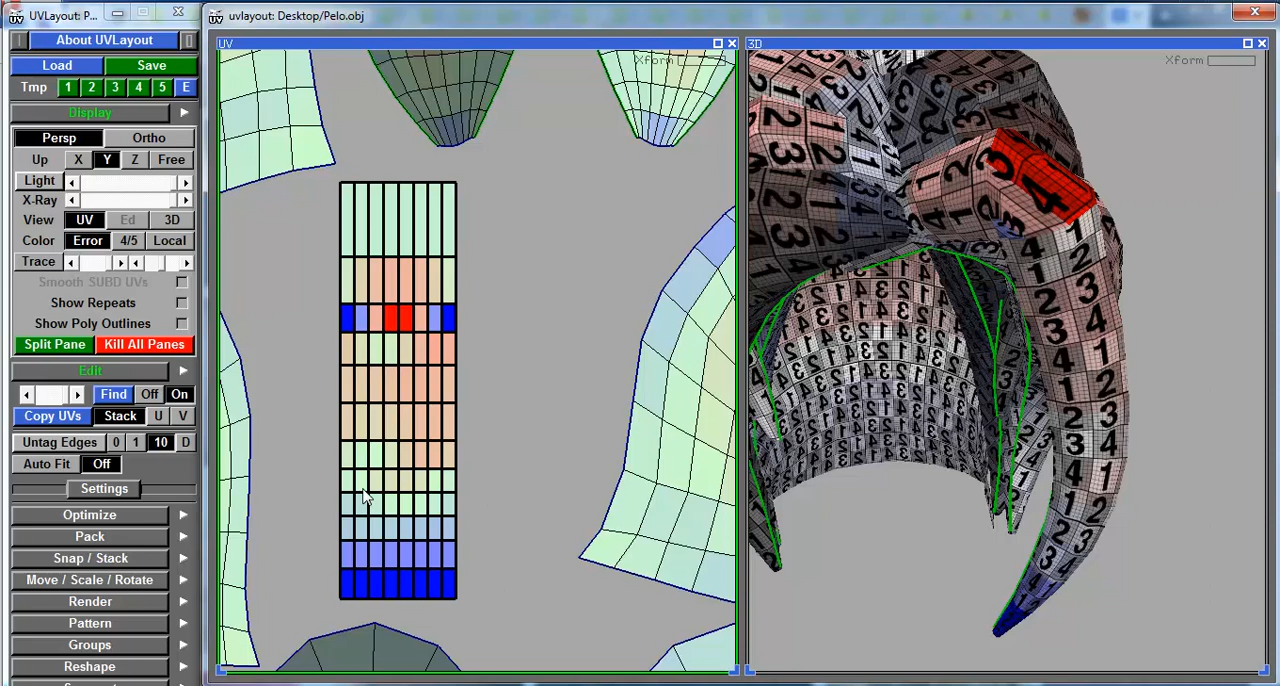 UVLayout: P...
uvlayout: Desktop/Pelo.obj
About UVLayout
Load Save
Tmp 1 2 3 4 5 E
Display
Persp Ortho
Up X Y Z Free
Light
X-Ray
View UV Ed 3D
Color Error 4/5 Local
Trace
Smooth SUBD UVs
Show Repeats
Show Poly Outlines
Split Pane Kill All Panes
Edit
Find Off On
Copy UVs Stack U V
Untag Edges 0 1 10 D
Auto Fit Off
Settings
Optimize
Pack
Snap / Stack
Move / Scale / Rotate
Render
Pattern
Groups
Reshape
UV
Xform
3D
Xform